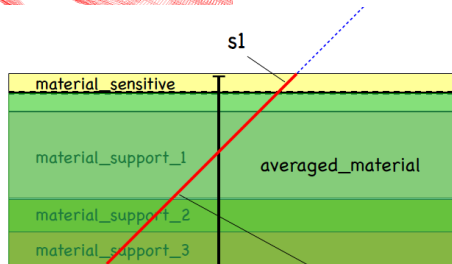 s1
material_sensitive
material_support_1
averaged_material
material_support_2
material_support_3